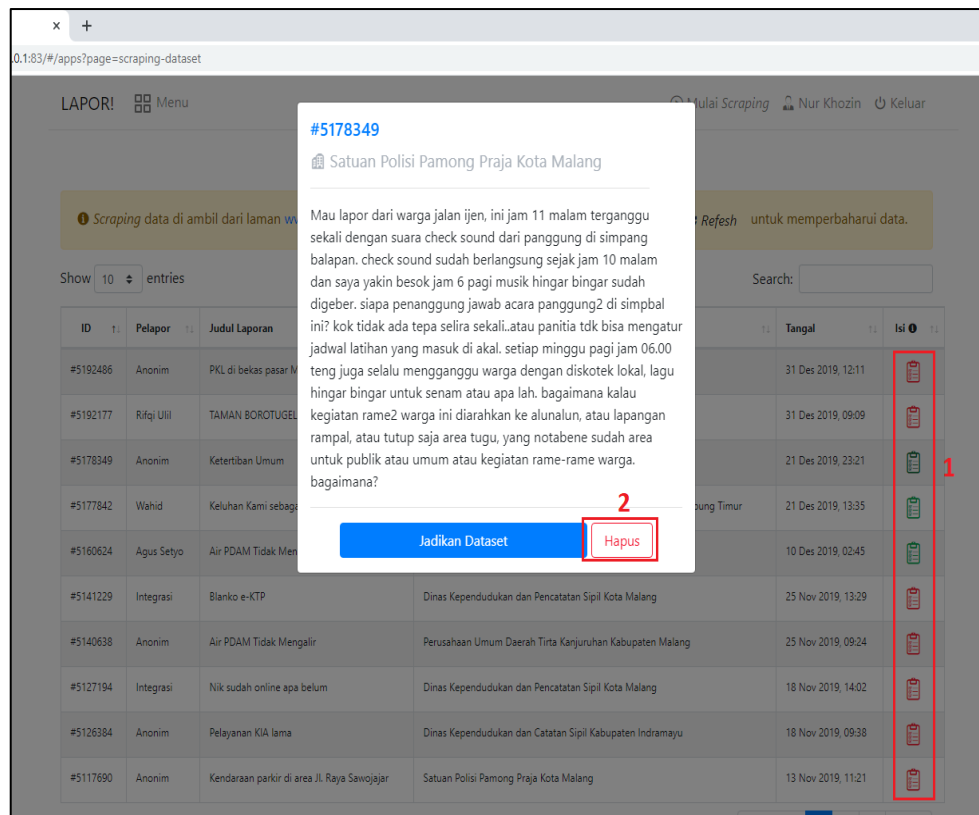 × +
.0.1:83/#/apps?page=scraping-dataset
LAPOR! Menu Mulai Scraping Nur Khozin Keluar
#5178349
Satuan Polisi Pamong Praja Kota Malang
Scraping data di ambil dari laman Refesh untuk memperbaharui data.
Mau lapor dari warga jalan ijen, ini jam 11 malam terganggu
sekali dengan suara check sound dari panggung di simpang
balapan. check sound sudah berlangsung sejak jam 10 malam
dan saya yakin besok jam 6 pagi musik hingar bingar sudah
digeber. siapa penanggung jawab acara panggung2 di simpbal
ini? kok tidak ada tepa selira sekali..atau panitia tdk bisa mengatur
jadwal latihan yang masuk di akal. setiap minggu pagi jam 06.00
teng juga selalu mengganggu warga dengan diskotek lokal, lagu
hingar bingar untuk senam atau apa lah. bagaimana kalau
kegiatan rame2 warga ini diarahkan ke alunalun, atau lapangan
rampal, atau tutup saja area tugu, yang notabene sudah area
untuk publik atau umum atau kegiatan rame-rame warga.
bagaimana?
2
Jadikan Dataset Hapus
Show 10 entries Search:
ID Pelapor Judul Laporan Tangal Isi
#5192486 Anonim PKL di bekas pasar 31 Des 2019, 12:11
#5192177 Rifqi Ulil TAMAN BOROTUGEL 31 Des 2019, 09:09
#5178349 Anonim Ketertiban Umum 21 Des 2019, 23:21
1
#5177842 Wahid Keluhan Kami sebaga pung Timur 21 Des 2019, 13:35
#5160624 Agus Setyo Air PDAM Tidak Men 10 Des 2019, 02:45
#5141229 Integrasi Blanko e-KTP Dinas Kependudukan dan Pencatatan Sipil Kota Malang 25 Nov 2019, 13:29
#5140638 Anonim Air PDAM Tidak Mengalir Perusahaan Umum Daerah Tirta Kanjuruhan Kabupaten Malang 25 Nov 2019, 09:24
#5127194 Integrasi Nik sudah online apa belum Dinas Kependudukan dan Pencatatan Sipil Kota Malang 18 Nov 2019, 14:02
#5126384 Anonim Pelayanan KIA lama Dinas Kependudukan dan Catatan Sipil Kabupaten Indramayu 18 Nov 2019, 09:38
#5117690 Anonim Kendaraan parkir di area Jl. Raya Sawojajar Satuan Polisi Pamong Praja Kota Malang 13 Nov 2019, 11:21